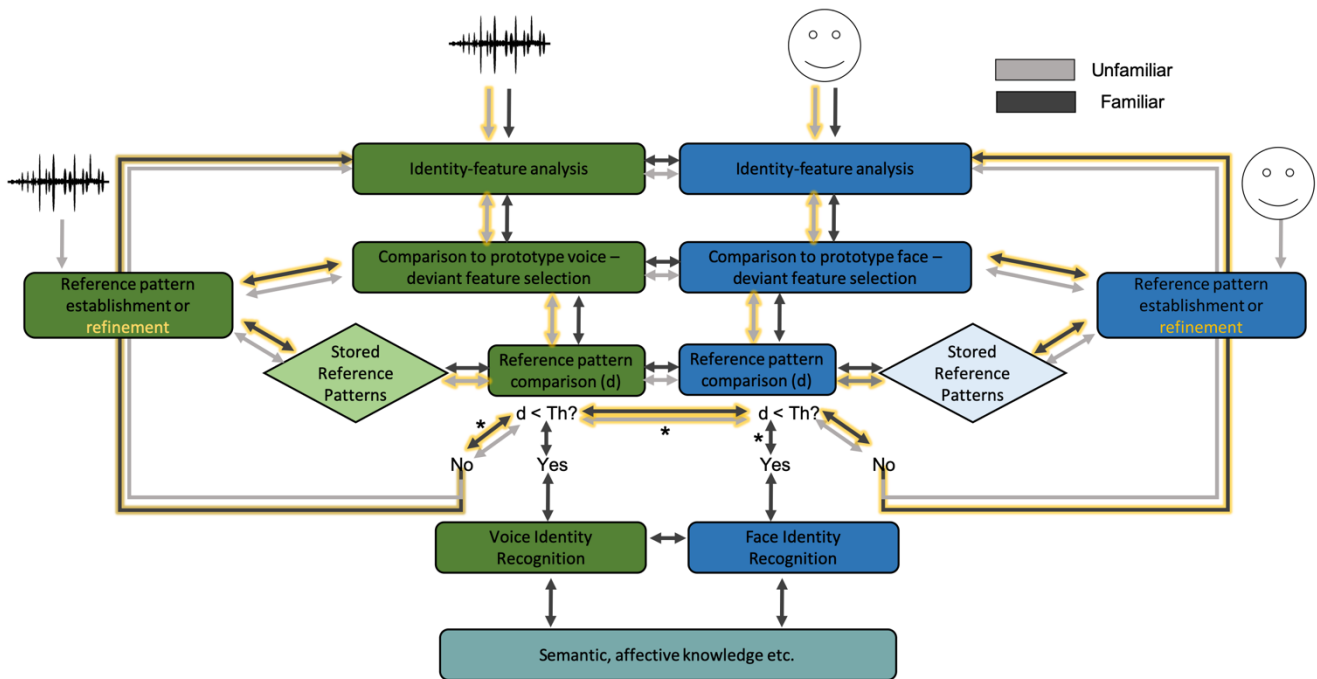 Unfamiliar
Familiar
Identity-feature analysis
Identity-feature analysis
Comparison to prototype voice –
deviant feature selection
Comparison to prototype face –
deviant feature selection
Reference pattern
establishment or
refinement
Reference pattern
establishment or
refinement
Stored
Reference
Patterns
Reference pattern
comparison (d)
Reference pattern
comparison (d)
Stored
Reference
Patterns
d < Th?
d < Th?
*
*
*
No
Yes
Yes
No
Voice Identity
Recognition
Face Identity
Recognition
Semantic, affective knowledge etc.